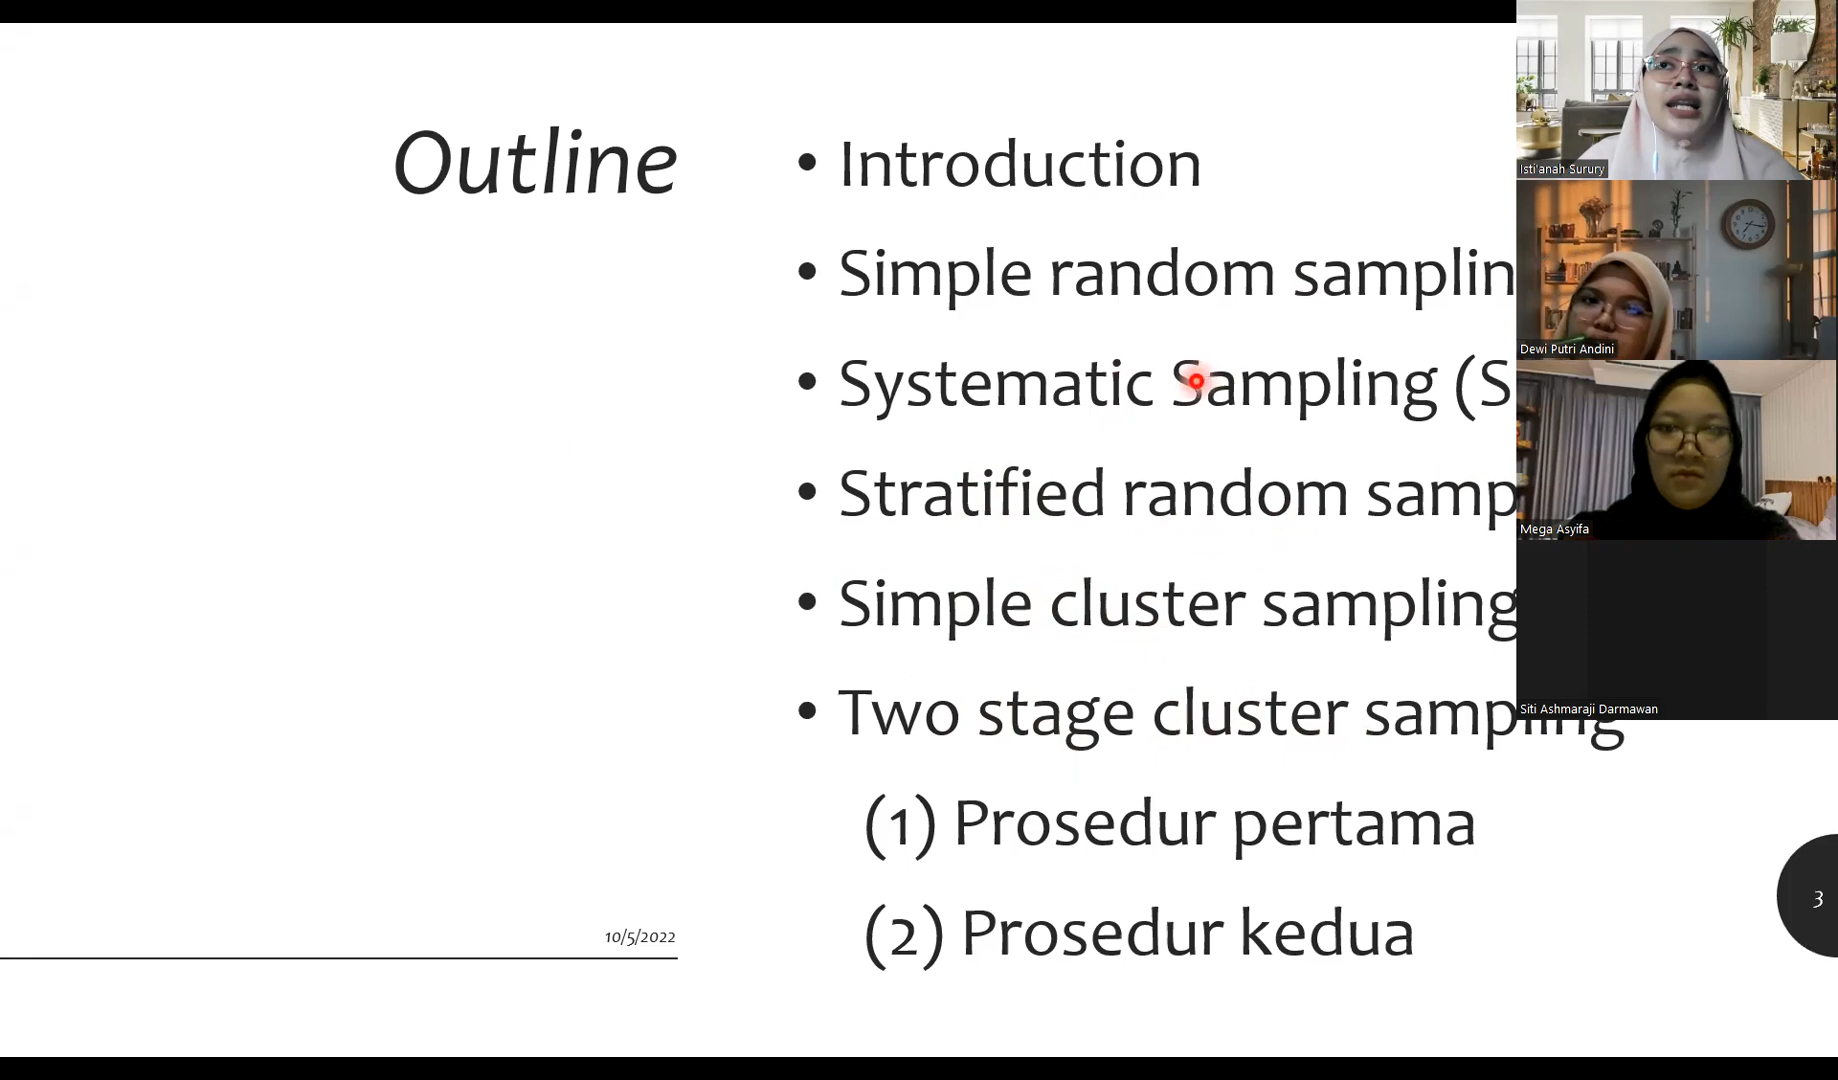 Outline
• Introduction
• Simple random samplin
• Systematic Sampling (S
• Stratified random samp
• Simple cluster sampling
• Two stage cluster sampling
(1) Prosedur pertama
(2) Prosedur kedua
10/5/2022
3
Isti'anah Surury
Dewi Putri Andini
Mega Asyifa
Siti Ashmaraji Darmawan